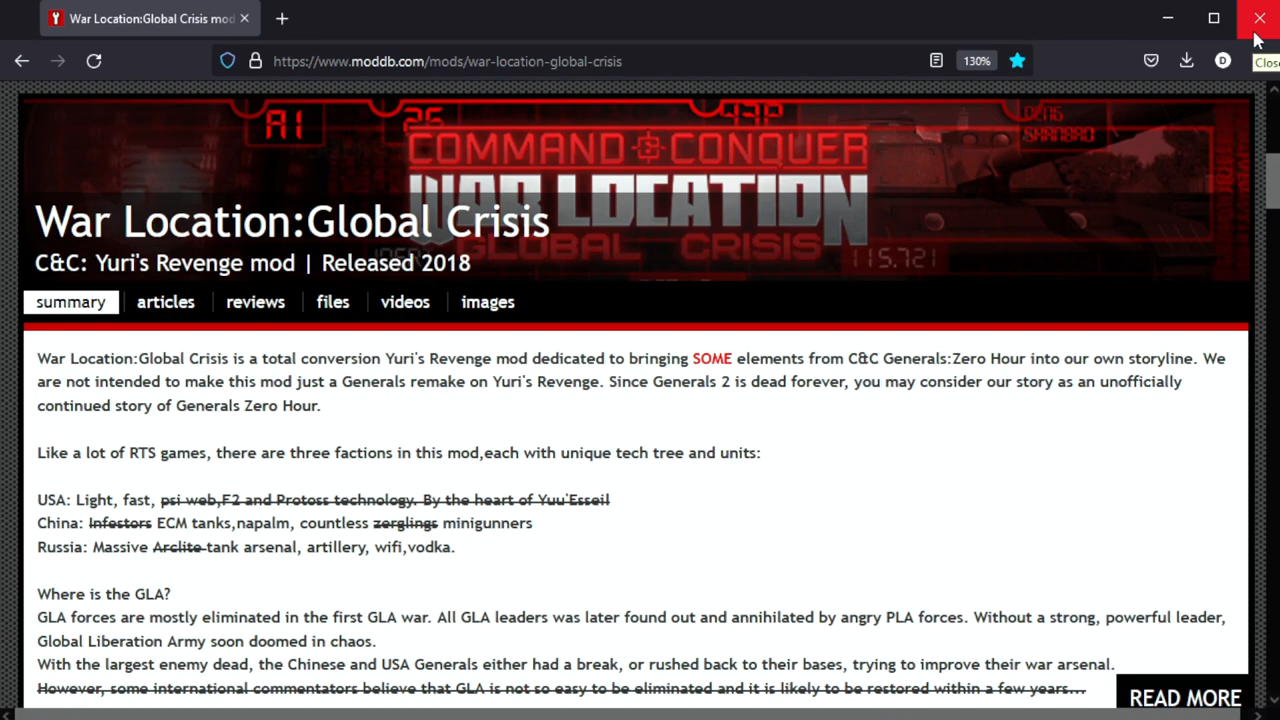 War Location:Global Crisis mod
https://www.moddb.com/mods/war-location-global-crisis
130%
D
Clos
A1
25
COMMAND CONQUER
WAR LOCATION
GLOBAL CRISIS
115.721
War Location:Global Crisis
C&C: Yuri's Revenge mod | Released 2018
summary
articles
reviews
files
videos
images
War Location:Global Crisis is a total conversion Yuri's Revenge mod dedicated to bringing SOME elements from C&C Generals:Zero Hour into our own storyline. We
are not intended to make this mod just a Generals remake on Yuri's Revenge. Since Generals 2 is dead forever, you may consider our story as an unofficially
continued story of Generals Zero Hour.
Like a lot of RTS games, there are three factions in this mod,each with unique tech tree and units:
USA: Light, fast, psi web,F2 and Protoss technology. By the heart of Yuu'Esseil
China: Infestors ECM tanks,napalm, countless zerglings minigunners
Russia: Massive Arclite tank arsenal, artillery, wifi,vodka.
Where is the GLA?
GLA forces are mostly eliminated in the first GLA war. All GLA leaders was later found out and annihilated by angry PLA forces. Without a strong, powerful leader,
Global Liberation Army soon doomed in chaos.
With the largest enemy dead, the Chinese and USA Generals either had a break, or rushed back to their bases, trying to improve their war arsenal.
However, some international commentators believe that GLA is not so easy to be eliminated and it is likely to be restored within a few years...
READ MORE